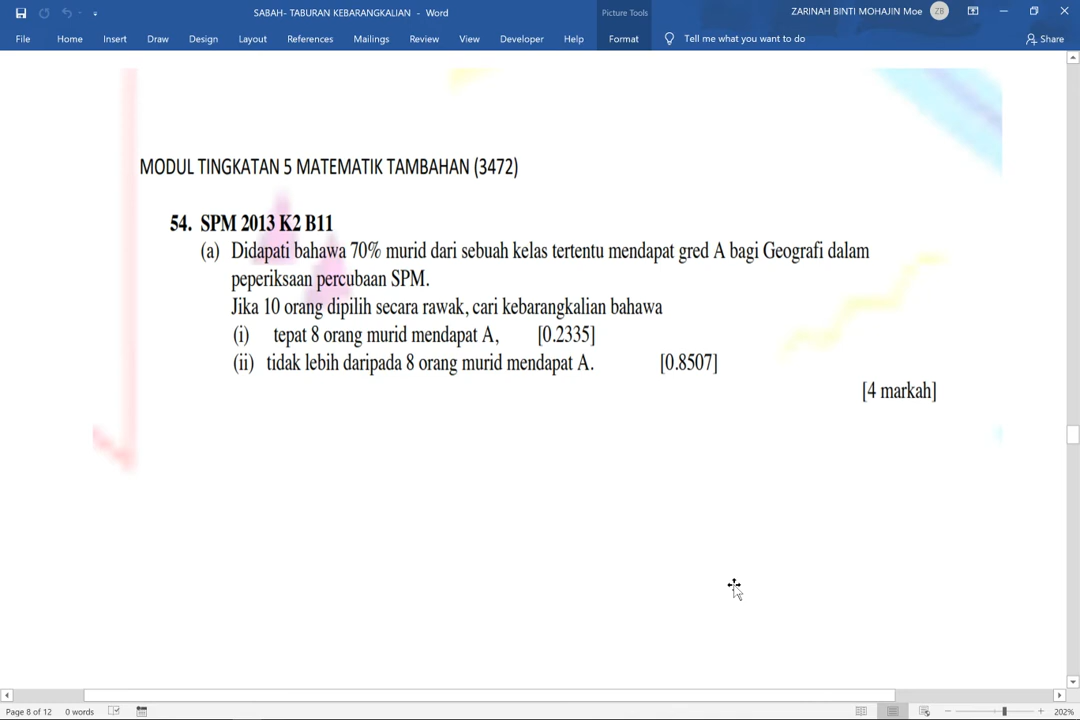 SABAH- TABURAN KEBARANGKALIAN - Word
Picture Tools
ZARINAH BINTI MOHAJIN Moe
ZB
File Home Insert Draw Design Layout References Mailings Review View Developer Help Format Tell me what you want to do Share
MODUL TINGKATAN 5 MATEMATIK TAMBAHAN (3472)
54. SPM 2013 K2 B11
(a) Didapati bahawa 70% murid dari sebuah kelas tertentu mendapat gred A bagi Geografi dalam
peperiksaan percubaan SPM.
Jika 10 orang dipilih secara rawak, cari kebarangkalian bahawa
(i) tepat 8 orang murid mendapat A, [0.2335]
(ii) tidak lebih daripada 8 orang murid mendapat A. [0.8507]
[4 markah]
Page 8 of 12 0 words 202%